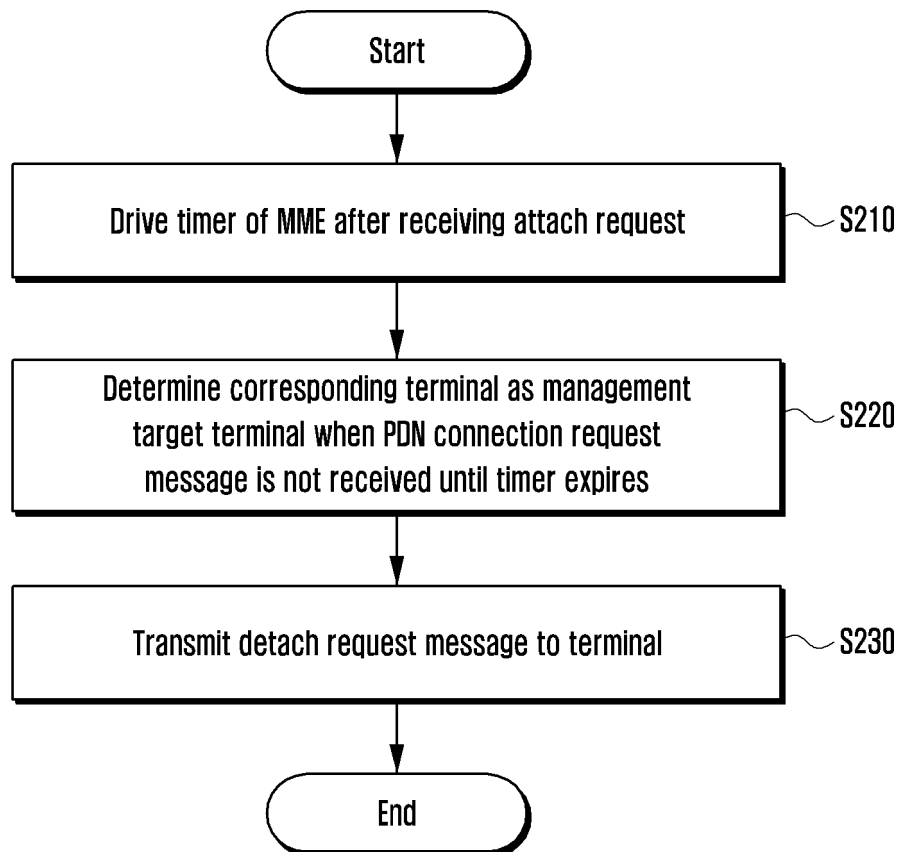 Start
Drive timer of MME after receiving attach request
S210
Determine corresponding terminal as management
target terminal when PDN connection request
message is not received until timer expires
S220
Transmit detach request message to terminal
S230
End